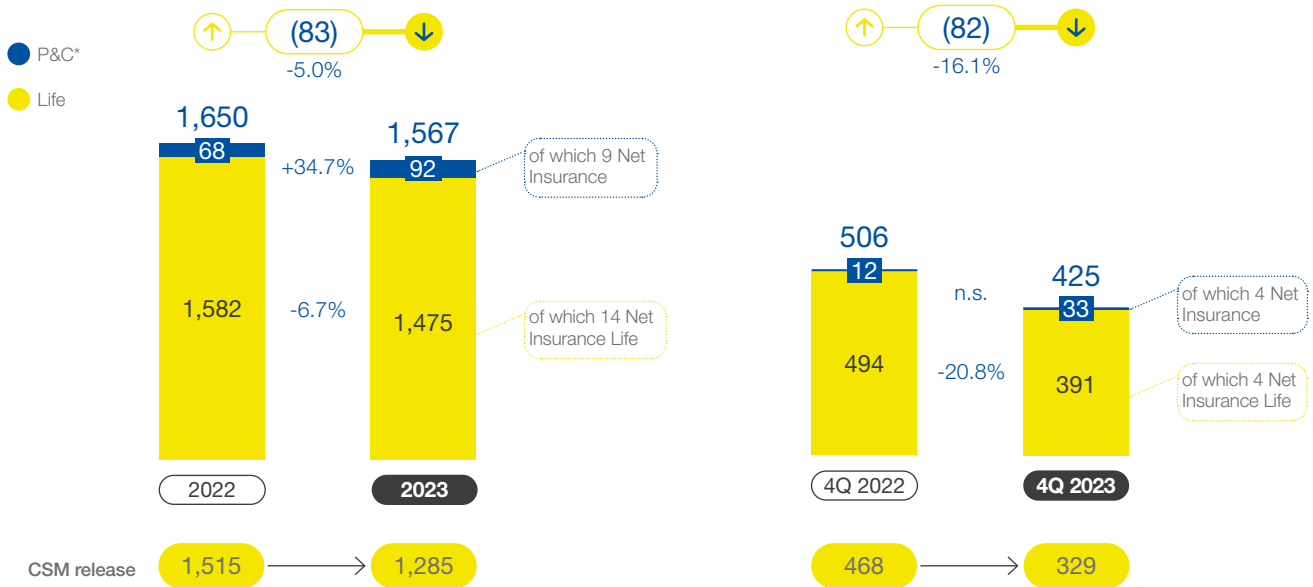 P&C*
Life
(83)
-5.0%
1,650
68
+34.7%
1,567
92
of which 9 Net
Insurance
1,582
-6.7%
1,475
of which 14 Net
Insurance Life
2022
2023
CSM release
1,515
1,285
(82)
-16.1%
506
12
n.s.
425
33
of which 4 Net
Insurance
494
-20.8%
391
of which 4 Net
Insurance Life
4Q 2022
4Q 2023
468
329